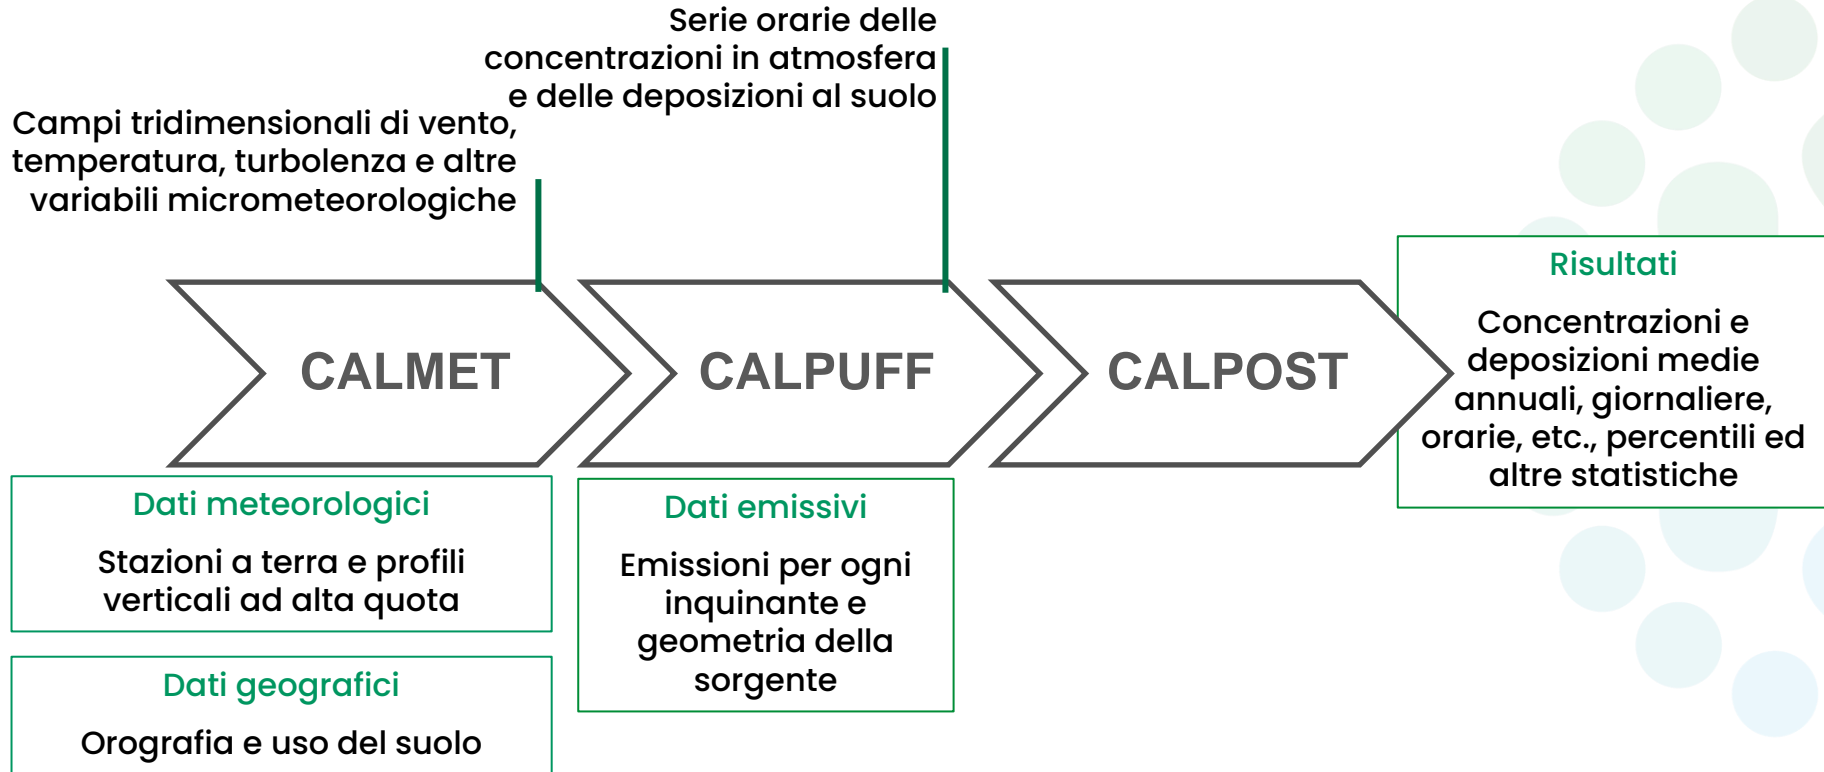 Serie orarie delle
concentrazioni in atmosfera
e delle deposizioni al suolo
Campi tridimensionali di vento,
temperatura, turbolenza e altre
variabili micrometeorologiche
CALMET
CALPUFF
CALPOST
Risultati
Concentrazioni e
deposizioni medie
annuali, giornaliere,
orarie, etc., percentili ed
altre statistiche
Dati meteorologici
Stazioni a terra e profili
verticali ad alta quota
Dati emissivi
Emissioni per ogni
inquinante e
geometria della
sorgente
Dati geografici
Orografia e uso del suolo